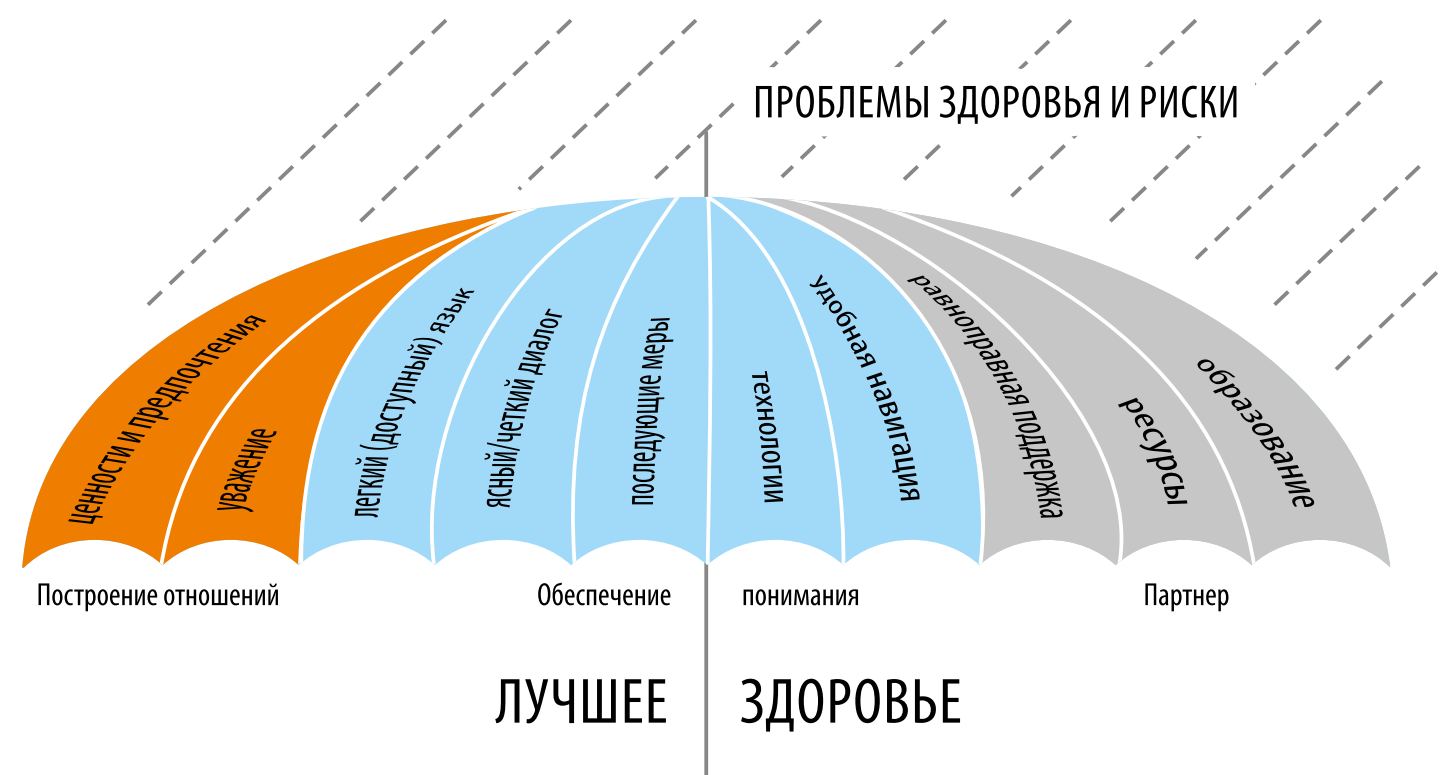 ПРОБЛЕМЫ ЗДОРОВЬЯ И РИСКИ
ценности и предпочтения
уважение
легкий (доступный) язык
ясный/четкий диалог
последующие меры
технологии
удобная навигация
равноправная поддержка
ресурсы
образование
Построение отношений
Обеспечение понимания
Партнер
ЛУЧШЕЕ ЗДОРОВЬЕ